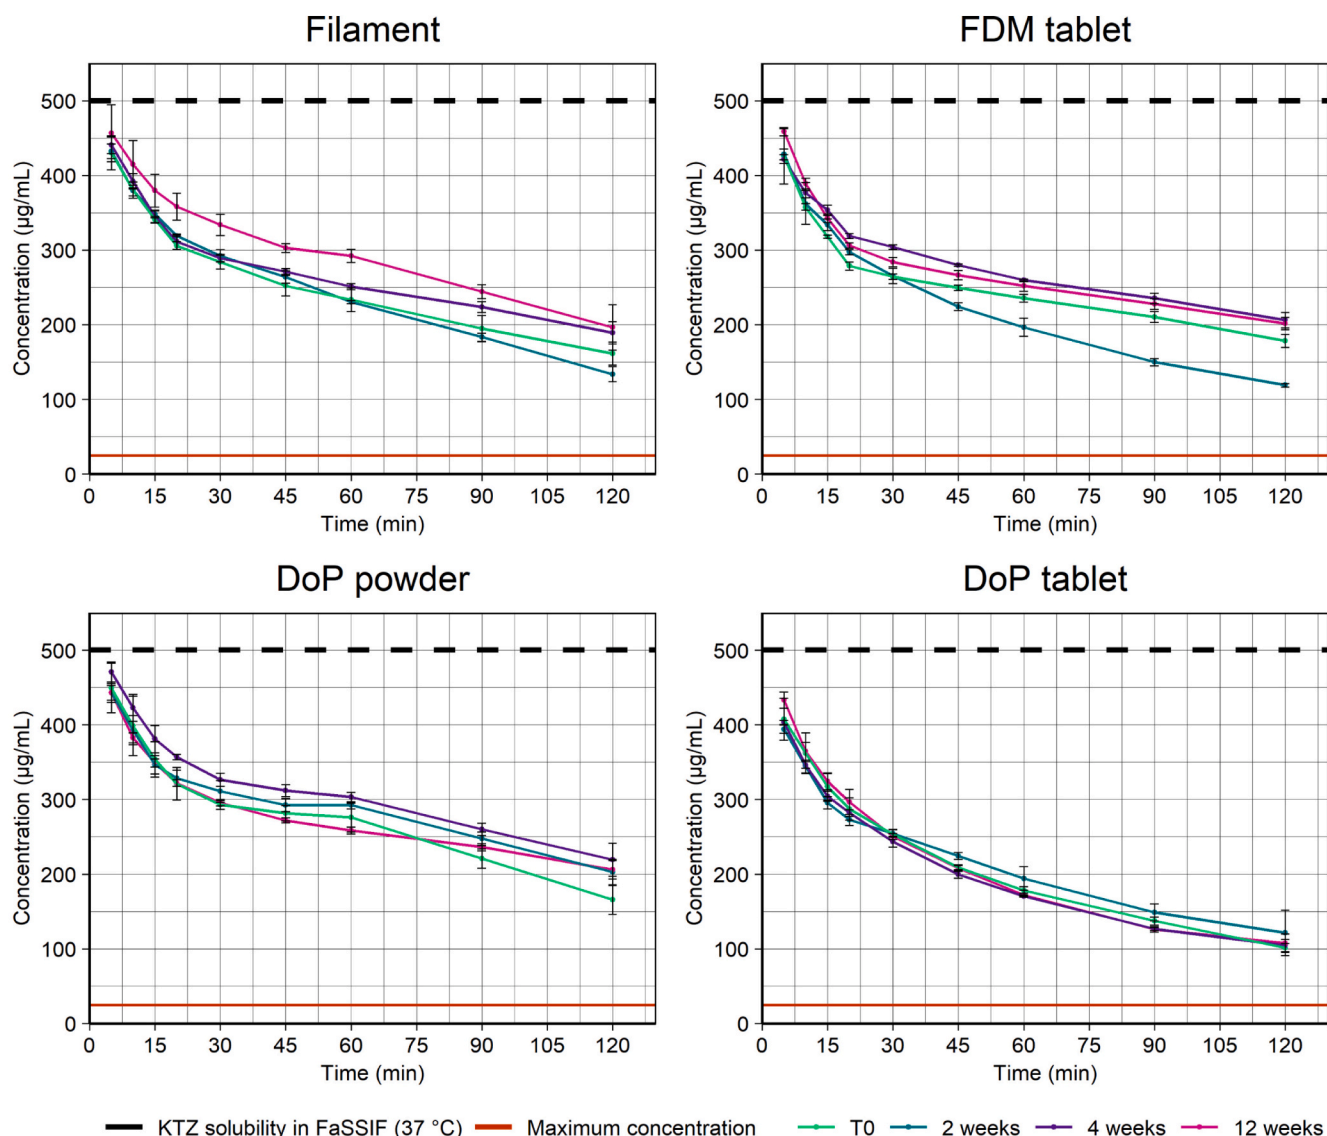 Filament
Concentration (µg/mL)
500
400
300
200
100
0
0 15 30 45 60 75 90 105 120
Time (min)
FDM tablet
Concentration (µg/mL)
500
400
300
200
100
0
0 15 30 45 60 75 90 105 120
Time (min)
DoP powder
Concentration (µg/mL)
500
400
300
200
100
0
0 15 30 45 60 75 90 105 120
Time (min)
DoP tablet
Concentration (µg/mL)
500
400
300
200
100
0
0 15 30 45 60 75 90 105 120
Time (min)
KTZ solubility in FaSSIF (37 °C) Maximum concentration T0 2 weeks 4 weeks 12 weeks